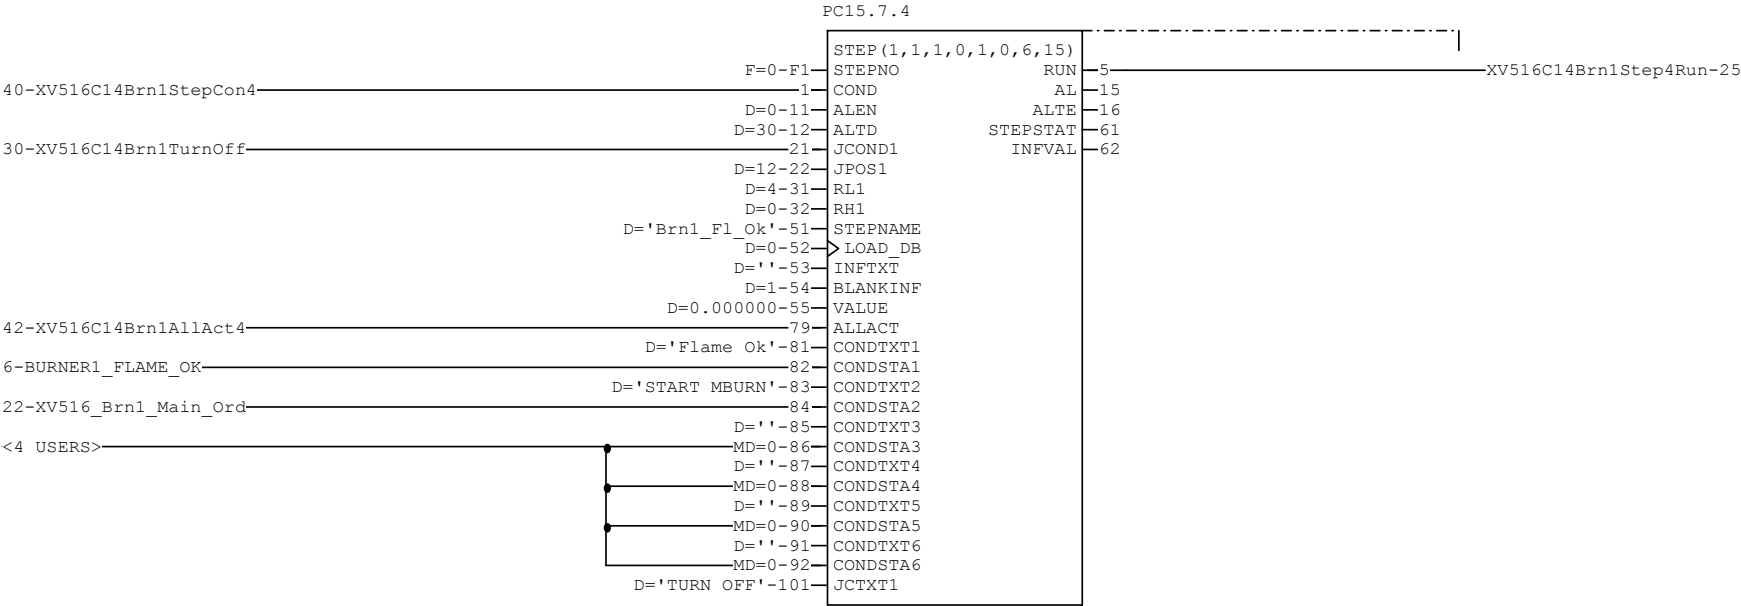 PC15.7.4
STEP(1,1,1,0,1,0,6,15)
F=0-F1 STEPNO RUN 5 XV516C14Brn1Step4Run-25
40-XV516C14Brn1StepCon4 1 COND AL 15
D=0-11 ALEN ALTE 16
D=30-12 ALTD STEPSTAT 61
30-XV516C14Brn1TurnOff 21 JCOND1 INFVAL 62
D=12-22 JPOS1
D=4-31 RL1
D=0-32 RH1
D='Brn1_Fl_Ok'-51 STEPNAME
D=0-52 LOAD_DB
D=''-53 INFTXT
D=1-54 BLANKINF
D=0.000000-55 VALUE
42-XV516C14Brn1AllAct4 79 ALLACT
D='Flame Ok'-81 CONDTXT1
6-BURNER1_FLAME_OK 82 CONDSTA1
D='START MBURN'-83 CONDTXT2
22-XV516_Brn1_Main_Ord 84 CONDSTA2
D=''-85 CONDTXT3
<4 USERS> MD=0-86 CONDSTA3
D=''-87 CONDTXT4
MD=0-88 CONDSTA4
D=''-89 CONDTXT5
MD=0-90 CONDSTA5
D=''-91 CONDTXT6
MD=0-92 CONDSTA6
D='TURN OFF'-101 JCTXT1